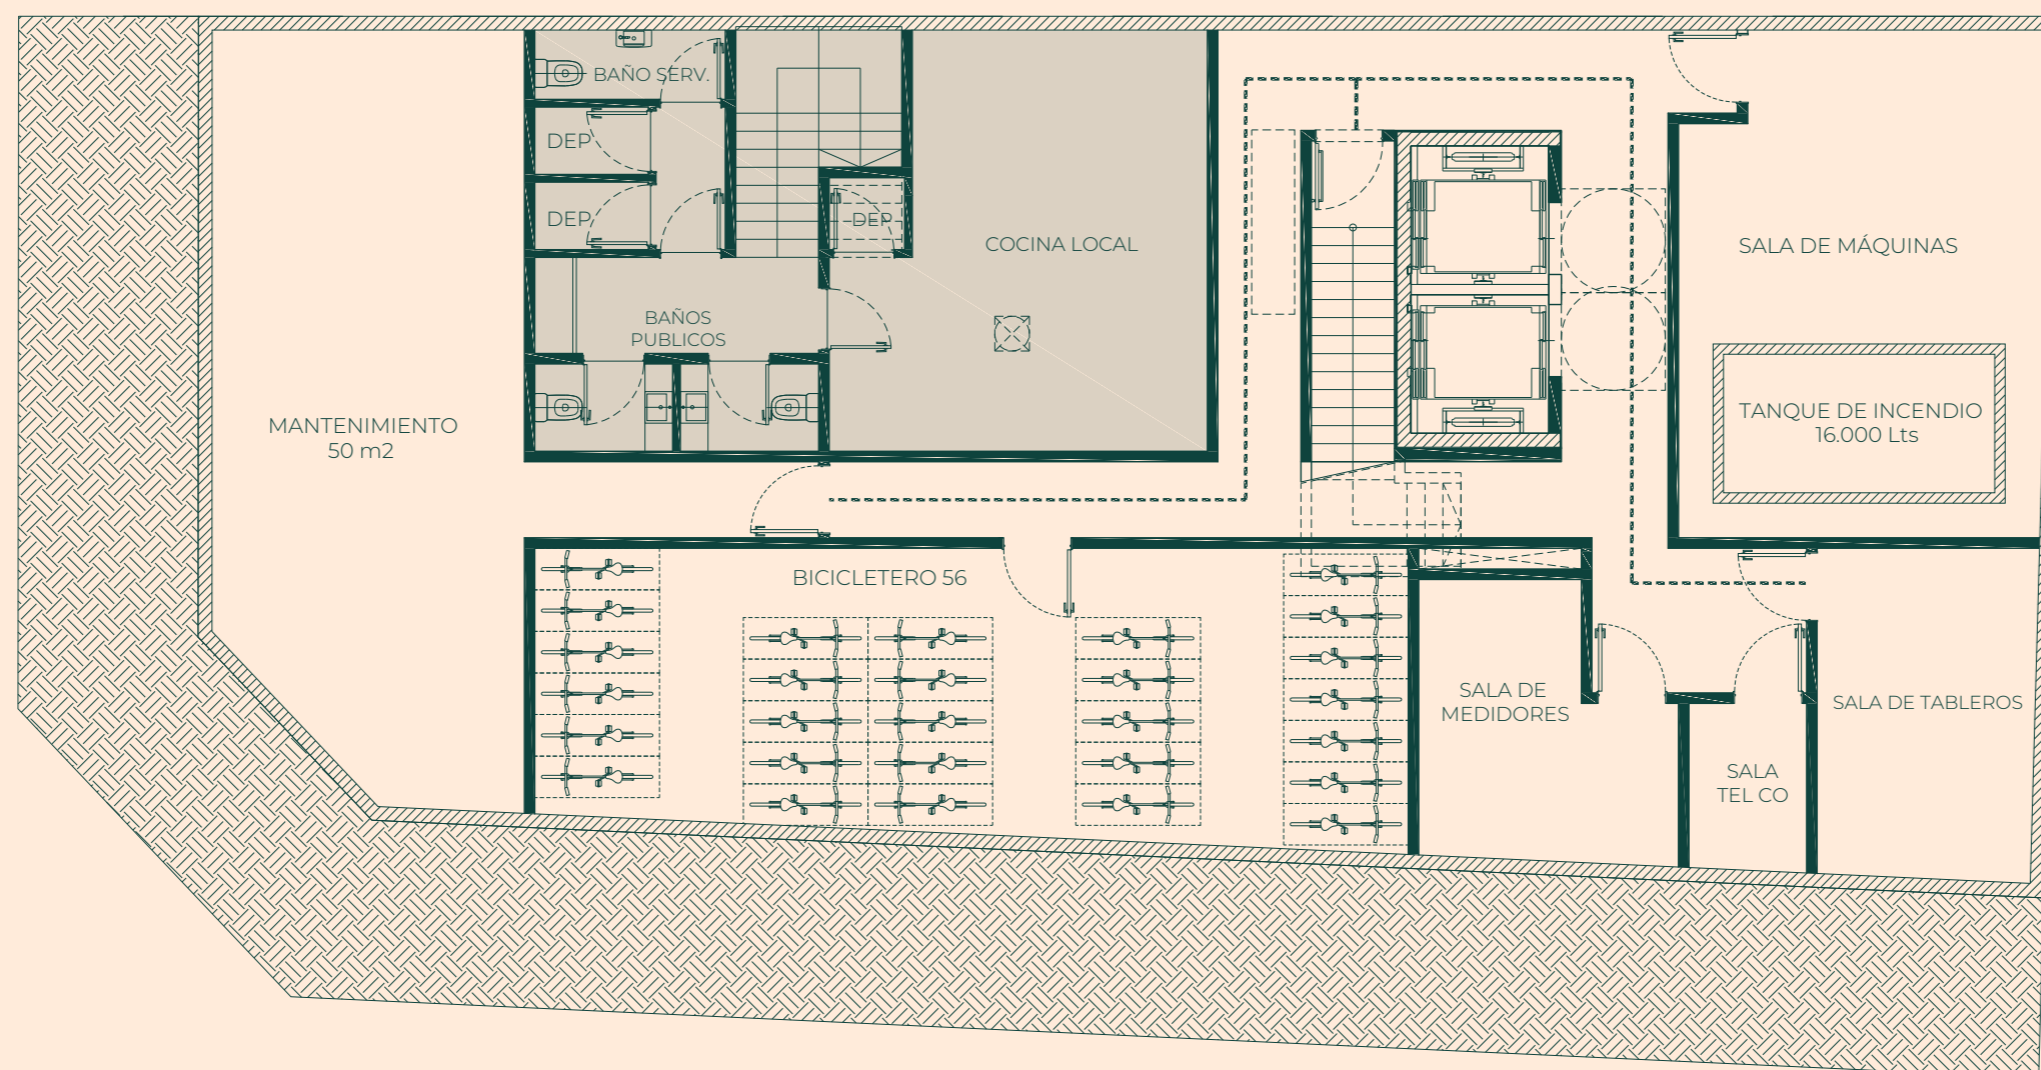 BAÑO SERV.
DEP
DEP
DEP
COCINA LOCAL
BAÑOS
PUBLICOS
MANTENIMIENTO
50 m2
SALA DE MÁQUINAS
TANQUE DE INCENDIO
16.000 Lts
BICICLETERO 56
SALA DE
MEDIDORES
SALA
TEL CO
SALA DE TABLEROS